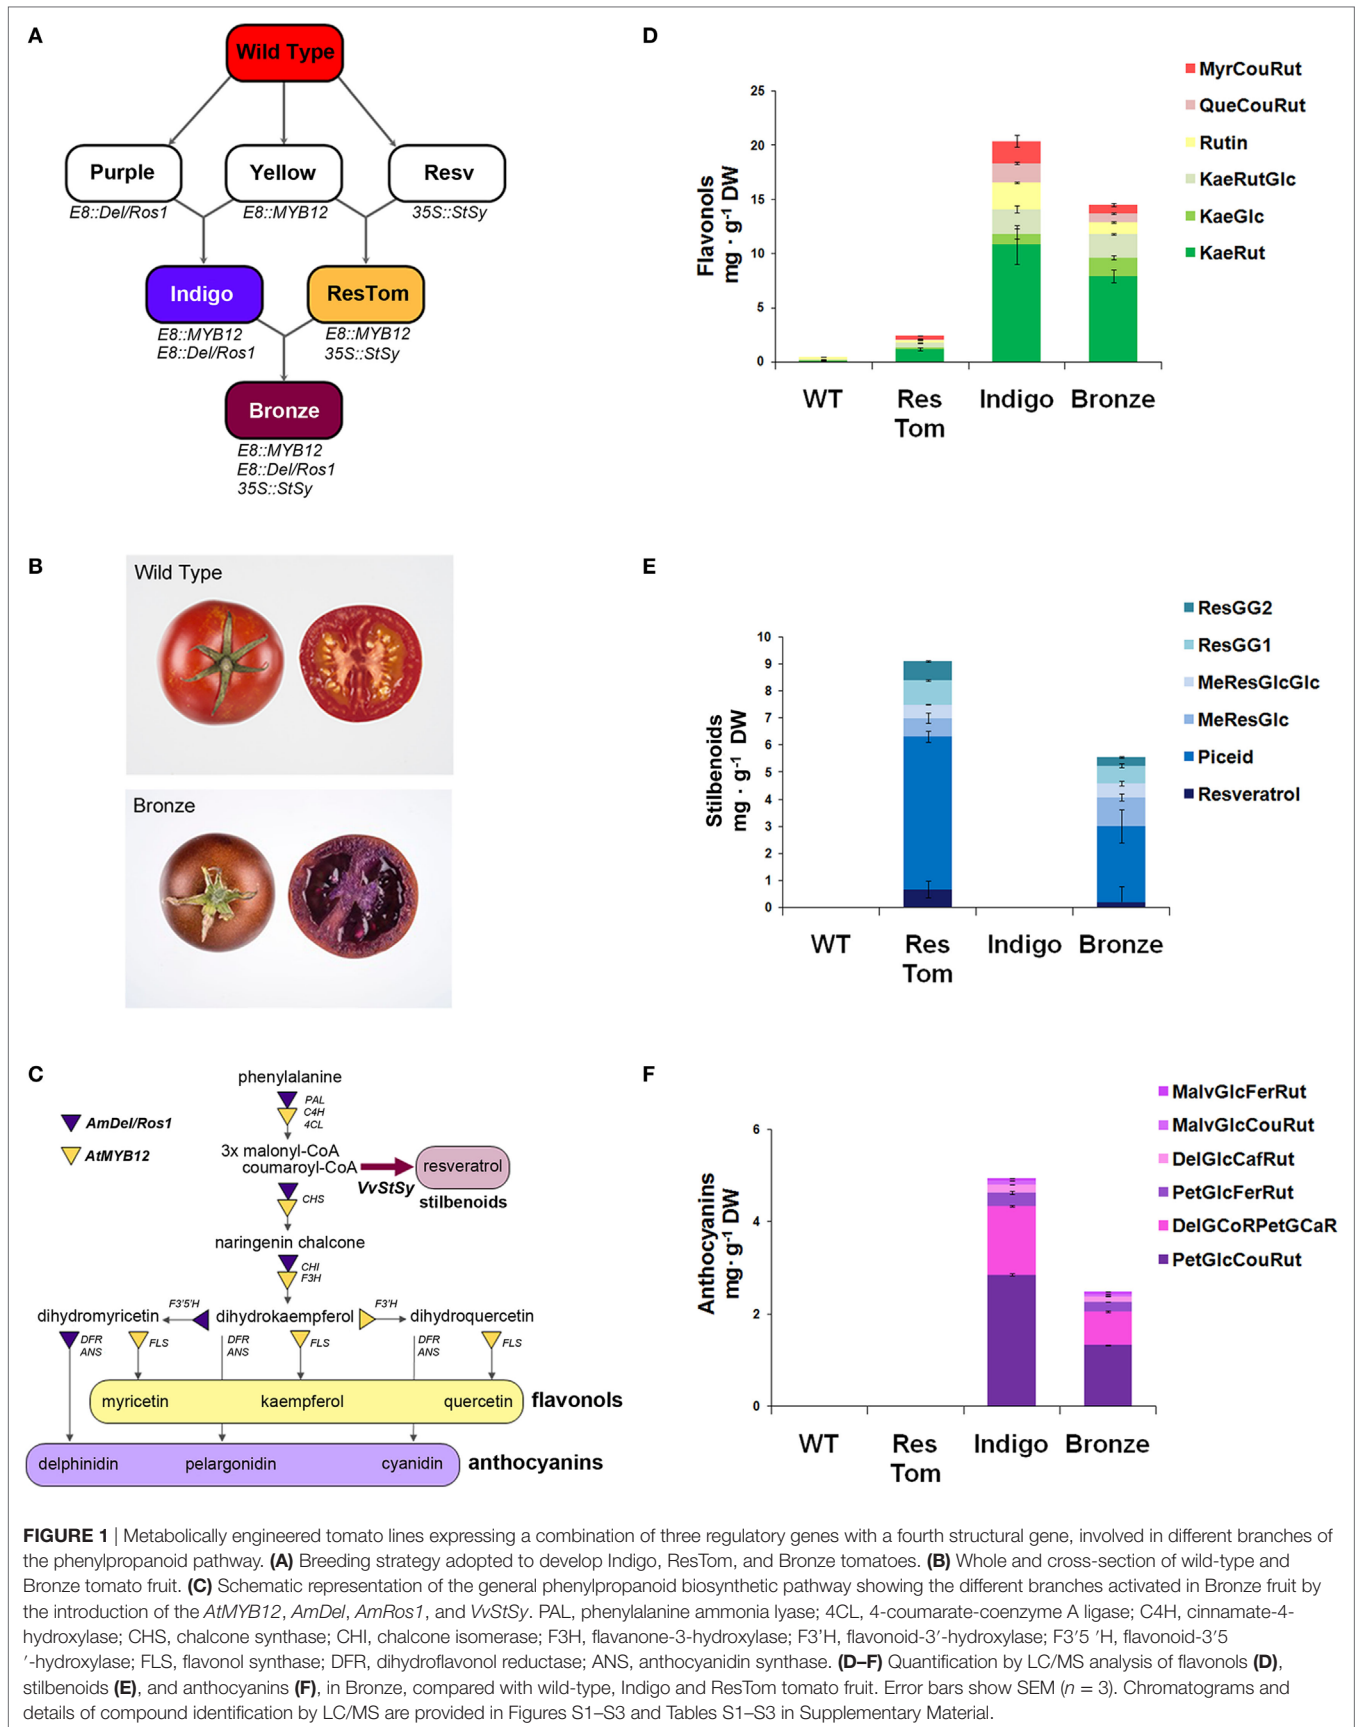 A
Wild Type
Purple
Yellow
Resv
E8::Del/Ros1
E8::MYB12
35S::StSy
Indigo
ResTom
E8::MYB12
E8::Del/Ros1
E8::MYB12
35S::StSy
Bronze
E8::MYB12
E8::Del/Ros1
35S::StSy
B
Wild Type
Bronze
C
AmDel/Ros1
AtMYB12
phenylalanine
PAL
C4H
4CL
3x malonyl-CoA
coumaroyl-CoA
VvStSy
resveratrol
stilbenoids
CHS
naringenin chalcone
CHI
F3H
dihydromyricetin
F3'5'H
dihydrokaempferol
F3'H
dihydroquercetin
DFR
ANS
FLS
DFR
ANS
FLS
DFR
ANS
FLS
myricetin
kaempferol
quercetin
flavonols
delphinidin
pelargonidin
cyanidin
anthocyanins
D
Flavonols
mg · g-1 DW
25
20
15
10
5
0
WT
Res
Tom
Indigo
Bronze
MyrCouRut
QueCouRut
Rutin
KaeRutGlc
KaeGlc
KaeRut
E
Stilbenoids
mg · g-1 DW
10
9
8
7
6
5
4
3
2
1
0
WT
Res
Tom
Indigo
Bronze
ResGG2
ResGG1
MeResGlcGlc
MeResGlc
Piceid
Resveratrol
F
Anthocyanins
mg· g-1 DW
6
4
2
0
WT
Res
Tom
Indigo
Bronze
MalvGlcFerRut
MalvGlcCouRut
DelGlcCafRut
PetGlcFerRut
DelGCoRPetGCaR
PetGlcCouRut
FIGURE 1 | Metabolically engineered tomato lines expressing a combination of three regulatory genes with a fourth structural gene, involved in different branches of
the phenylpropanoid pathway. (A) Breeding strategy adopted to develop Indigo, ResTom, and Bronze tomatoes. (B) Whole and cross-section of wild-type and
Bronze tomato fruit. (C) Schematic representation of the general phenylpropanoid biosynthetic pathway showing the different branches activated in Bronze fruit by
the introduction of the AtMYB12, AmDel, AmRos1, and VvStSy. PAL, phenylalanine ammonia lyase; 4CL, 4-coumarate-coenzyme A ligase; C4H, cinnamate-4-
hydroxylase; CHS, chalcone synthase; CHI, chalcone isomerase; F3H, flavanone-3-hydroxylase; F3’H, flavonoid-3′-hydroxylase; F3′5 ′H, flavonoid-3′5
′-hydroxylase; FLS, flavonol synthase; DFR, dihydroflavonol reductase; ANS, anthocyanidin synthase. (D–F) Quantification by LC/MS analysis of flavonols (D),
stilbenoids (E), and anthocyanins (F), in Bronze, compared with wild-type, Indigo and ResTom tomato fruit. Error bars show SEM (n = 3). Chromatograms and
details of compound identification by LC/MS are provided in Figures S1–S3 and Tables S1–S3 in Supplementary Material.